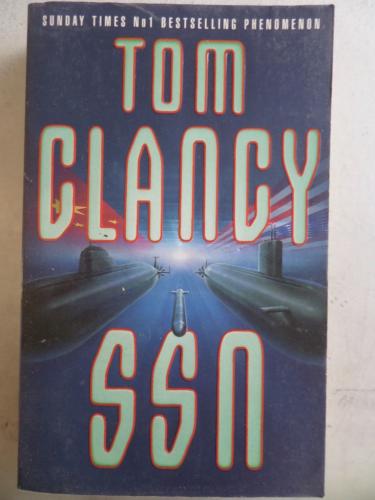 SUNDAY TIMES No1 BESTSELLING PHENOMENON
TOM
CLANCY
SSN